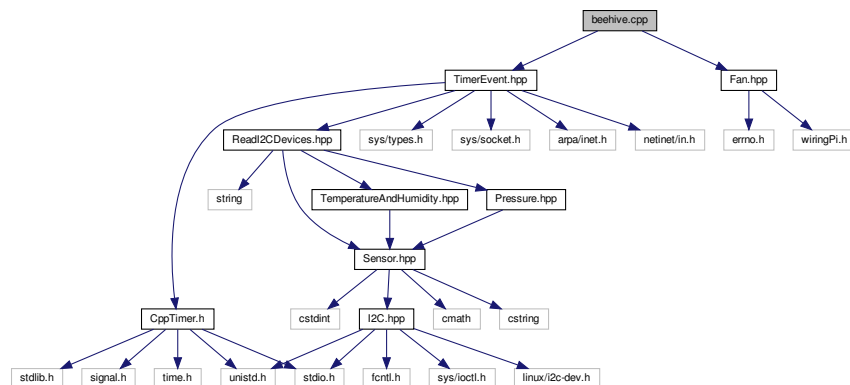 beehive.cpp
TimerEvent.hpp
Fan.hpp
ReadI2CDevices.hpp
sys/types.h
sys/socket.h
arpa/inet.h
netinet/in.h
errno.h
wiringPi.h
string
TemperatureAndHumidity.hpp
Pressure.hpp
Sensor.hpp
CppTimer.h
cstdint
I2C.hpp
cmath
cstring
stdlib.h
signal.h
time.h
unistd.h
stdio.h
fcntl.h
sys/ioctl.h
linux/i2c-dev.h